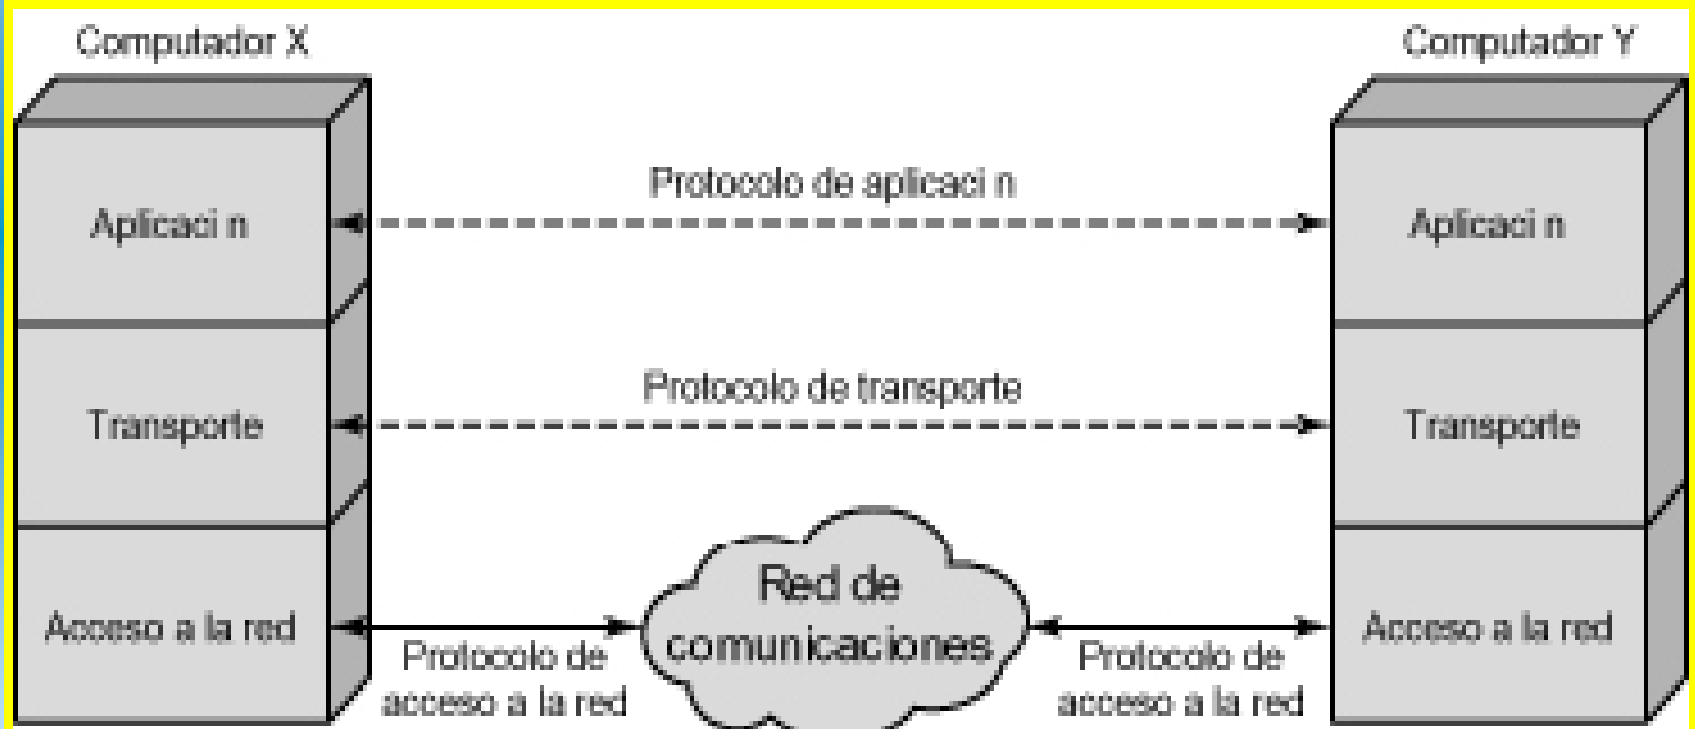 Computador X
Computador Y
Protocolo de aplicaci n
Aplicaci n
Aplicaci n
Protocolo de transporte
Transporte
Transporte
Red de
comunicaciones
Acceso a la red
Acceso a la red
Protocolo de
acceso a la red
Protocolo de
acceso a la red